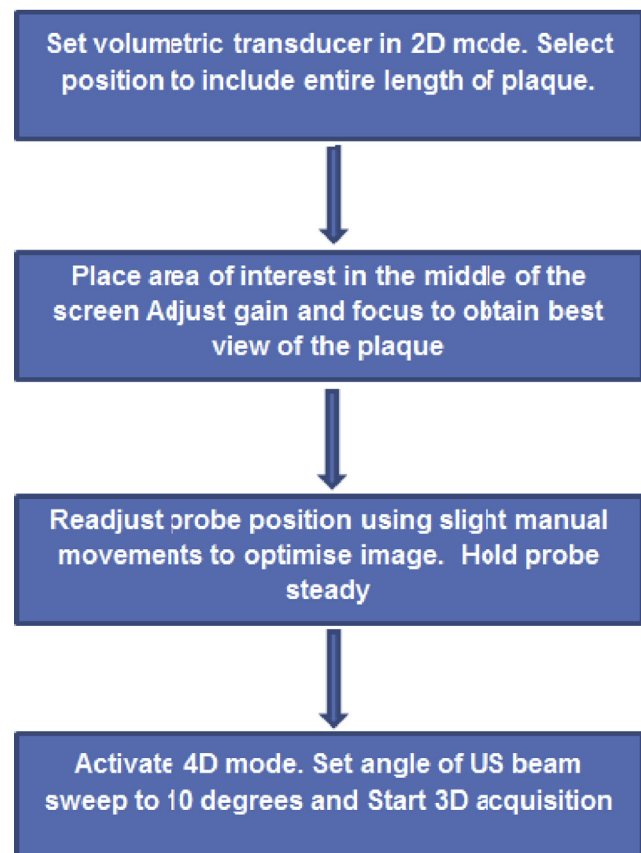 Set volumetric transducer in 2D mode. Select
position to include entire length of plaque.
Place area of interest in the middle of the
screen Adjust gain and focus to obtain best
view of the plaque
Readjust probe position using slight manual
movements to optimise image. Hold probe
steady
Activate 4D mode. Set angle of US beam
sweep to 10 degrees and Start 3D acquisition